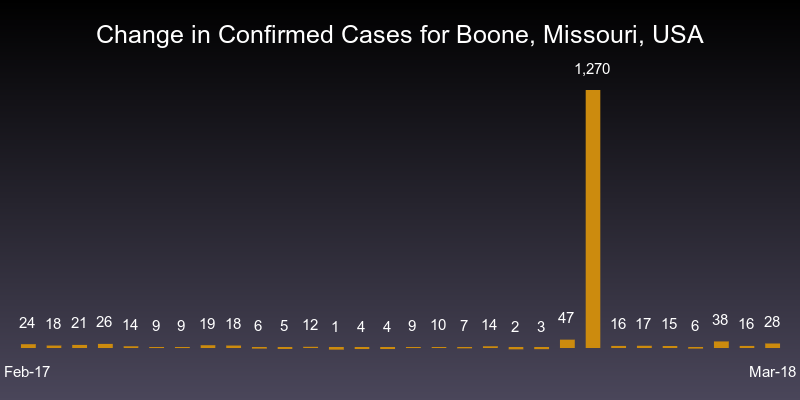 Change in Confirmed Cases for Boone, Missouri, USA
1,270
24 18 21 26 14 9 9 19 18 6 5 12 1 4 4 9 10 7 14 2 3 47 16 17 15 6 38 16 28
Feb-17 Mar-18